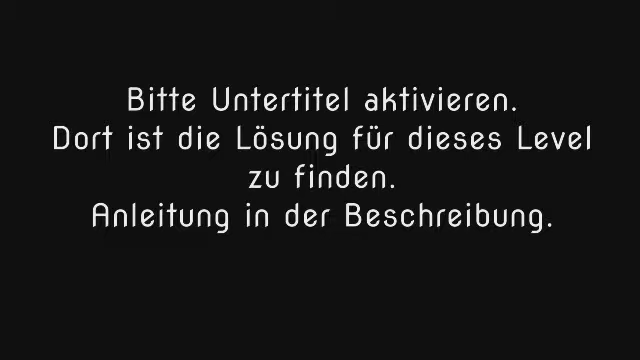 Bitte Untertitel aktivieren.
Dort ist die Lösung für dieses Level
zu finden.
Anleitung in der Beschreibung.